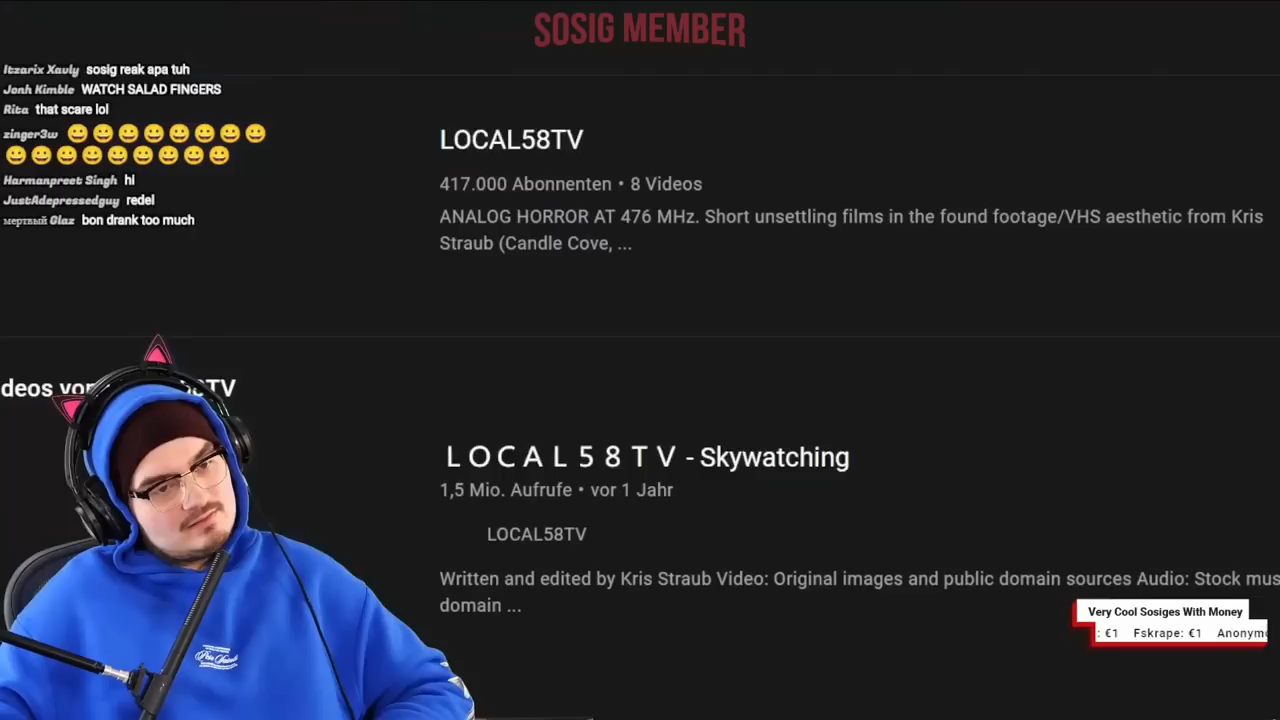 SOSIG MEMBER
Itzarix Xavly sosig reak apa tuh
Jonh Kimble WATCH SALAD FINGERS
Rita that scare lol
zinger3w 😀😀😀😀😀😀😀😀
😀😀😀😀😀😀😀😀😀
Harmanpreet Singh hi
JustAdepressedguy redel
мертвый Glaz bon drank too much
LOCAL58TV
417.000 Abonnenten • 8 Videos
ANALOG HORROR AT 476 MHz. Short unsettling films in the found footage/VHS aesthetic from Kris
Straub (Candle Cove, ...
deos vor
TV
L O C A L 5 8 T V - Skywatching
1,5 Mio. Aufrufe • vor 1 Jahr
LOCAL58TV
Written and edited by Kris Straub Video: Original images and public domain sources Audio: Stock mus
domain ...
Very Cool Sosiges With Money
: €1 Fskrape: €1 Anonym